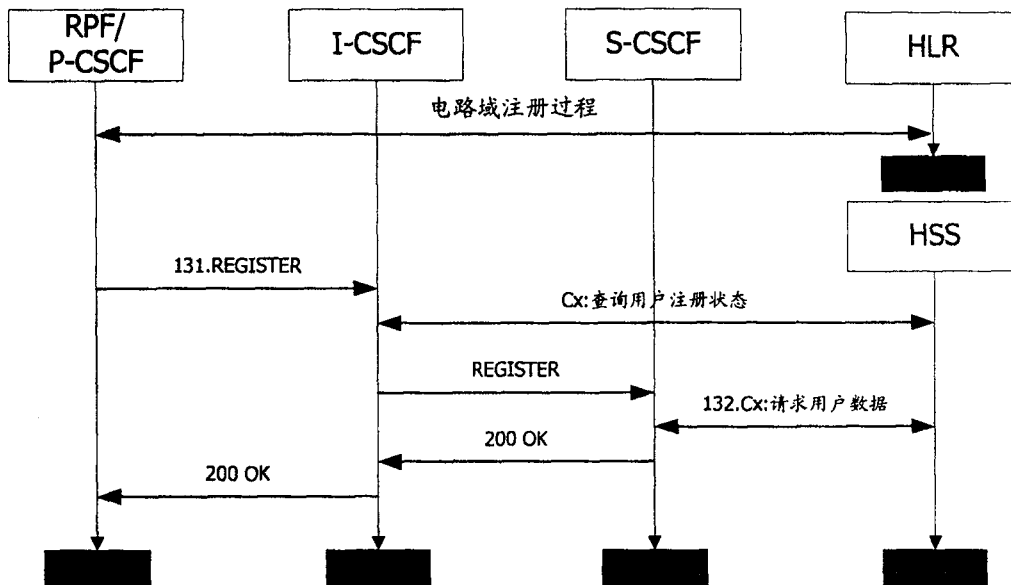 RPF/
P-CSCF
I-CSCF
S-CSCF
HLR
电路域注册过程
HSS
131.REGISTER
Cx:查询用户注册状态
REGISTER
132.Cx:请求用户数据
200 OK
200 OK